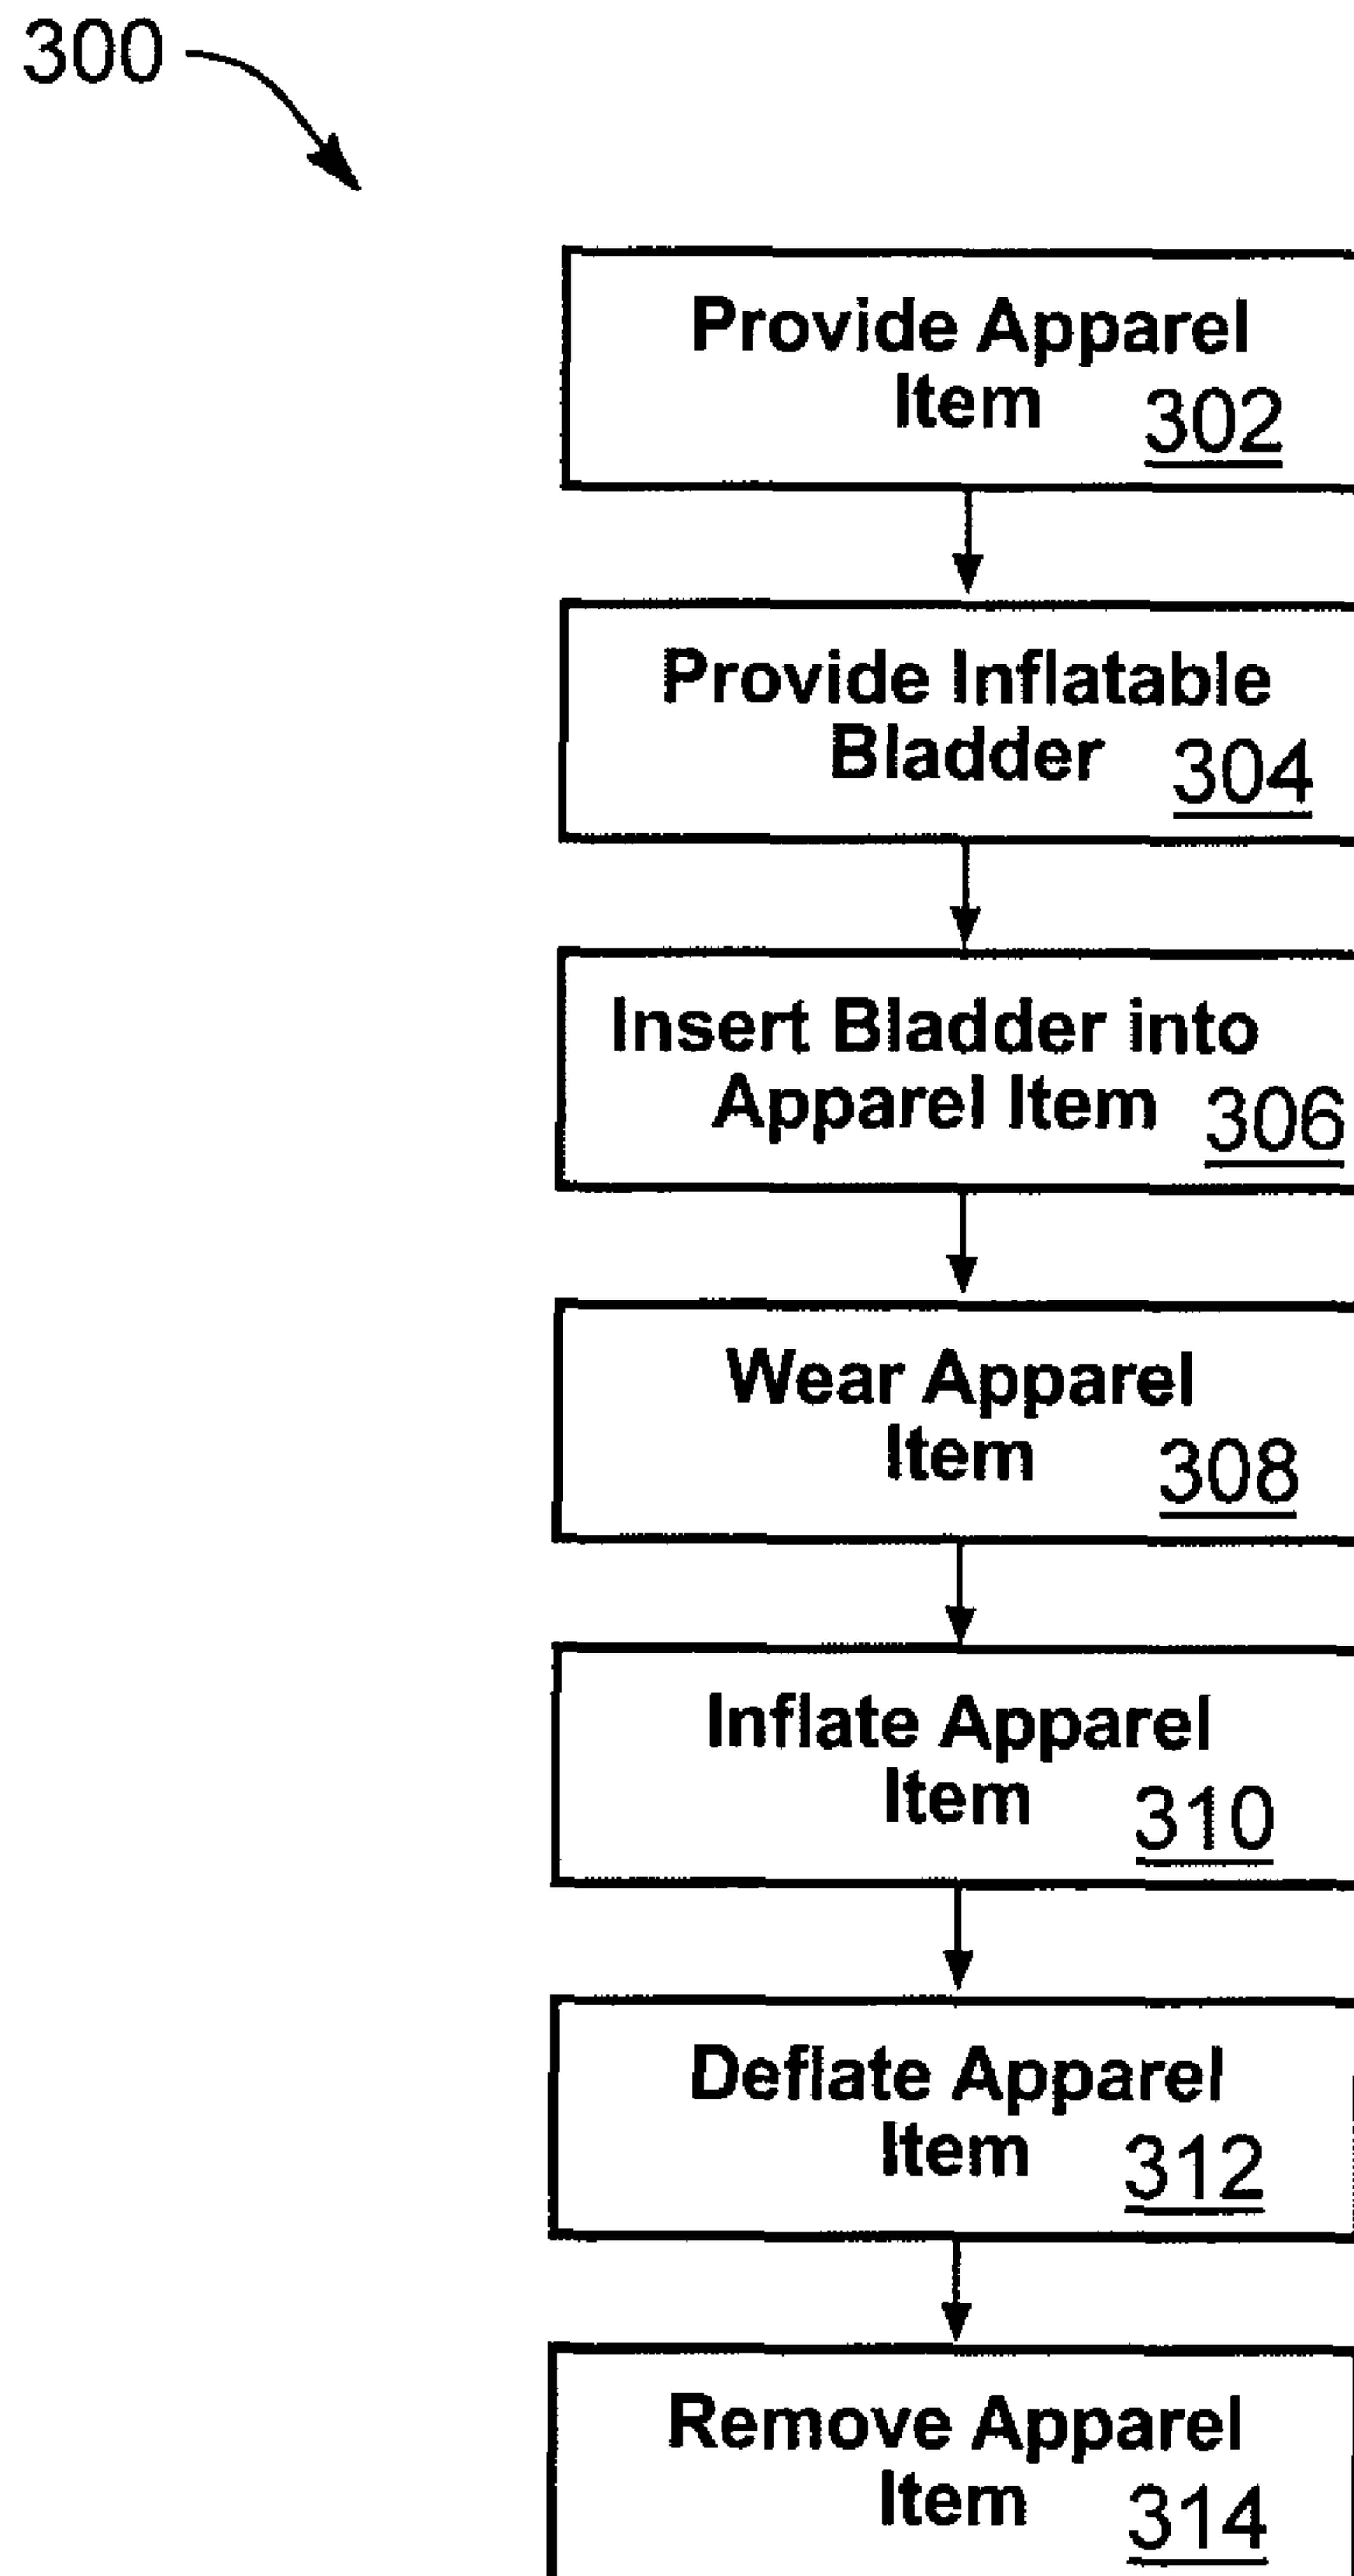 300
Provide Apparel
Item 302
Provide Inflatable
Bladder 304
Insert Bladder into
Apparel Item 306
Wear Apparel
Item 308
Inflate Apparel
Item 310
Deflate Apparel
Item 312
Remove Apparel
Item 314